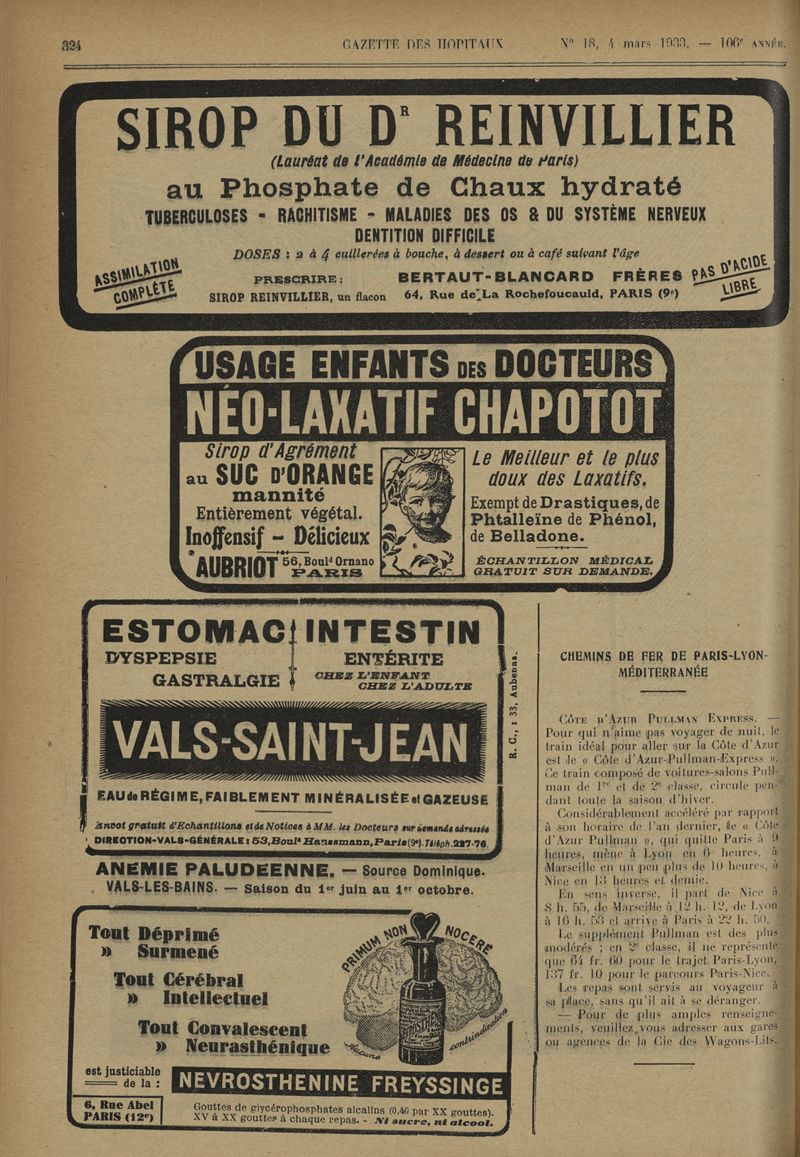 324 GAZETTE DES HOPITAUX N° 18, 4 mars 1933. — 106e ANNÉE.
SIROP DU DR REINVILLIER
(Lauréat de l'Académie de Médecine de Paris)
au Phosphate de Chaux hydraté
TUBERCULOSES - RACHITISME - MALADIES DES OS & DU SYSTÈME NERVEUX
DENTITION DIFFICILE
DOSES : 2 à 4 cuillerées à bouche, à dessert ou à café suivant l'âge
ASSIMILATION
COMPLÈTE
PRESCRIRE :
SIROP REINVILLIER, un flacon
BERTAUT-BLANCARD FRÈRES
64, Rue de La Rochefoucauld, PARIS (9e)
PAS D'ACIDE
LIBRE
USAGE ENFANTS DES DOCTEURS
NÉO-LAXATIF CHAPOTOT
Sirop d'Agrément
au SUC D'ORANGE
mannité
Entièrement végétal.
Inoffensif - Délicieux
AUBRIOT 56, Bould Ornano
PARIS
Le Meilleur et le plus
doux des Laxatifs.
Exempt de Drastiques, de
Phtalleïne de Phénol,
de Belladone.
ÉCHANTILLON MÉDICAL
GRATUIT SUR DEMANDE.
ESTOMAC INTESTIN
DYSPEPSIE ENTÉRITE
GASTRALGIE CHEZ L'ENFANT
CHEZ L'ADULTE
VALS-SAINT-JEAN
EAU de RÉGIME, FAIBLEMENT MINÉRALISÉE et GAZEUSE
Envoi gratuit d'Echantillons et de Notices à MM. les Docteurs sur demande adressée
DIRECTION-VALS-GÉNÉRALE : 53, Bould Haussmann, Paris (9e). Téléph. 227-76.
R. C., : 33, Aubenas.
ANEMIE PALUDEENNE. — Source Dominique.
VALS-LES-BAINS. — Saison du 1er juin au 1er octobre.
Tout Déprimé
» Surmené
Tout Cérébral
» Intellectuel
Tout Convalescent
» Neurasthénique
PRIMUM NON NOCERE
Aucune contrindication
est justiciable
de la :
NEVROSTHENINE FREYSSINGE
6, Rue Abel
PARIS (12e)
Gouttes de glycérophosphates alcalins (0,40 par XX gouttes).
XV à XX gouttes à chaque repas. - Ni sucre, ni alcool.
CHEMINS DE FER DE PARIS-LYON-
MÉDITERRANÉE
CÔTE D'AZUR PULLMAN EXPRESS. —
Pour qui n'aime pas voyager de nuit, le
train idéal pour aller sur la Côte d'Azur
est le « Côte d'Azur-Pullman-Express ».
Ce train composé de voitures-salons Pull-
man de 1re et de 2e classe, circule pen-
dant toute la saison d'hiver.
Considérablement accéléré par rapport
à son horaire de l'an dernier, le « Côte
d'Azur Pullman », qui quitte Paris à 9
heures, mène à Lyon en 6 heures, à
Marseille en un peu plus de 10 heures, à
Nice en 13 heures et demie.
En sens inverse, il part de Nice à
8 h. 55, de Marseille à 12 h. 12, de Lyon
à 16 h. 53 et arrive à Paris à 22 h. 50.
Le supplément Pullman est des plus
modérés ; en 2e classe, il ne représente
que 64 fr. 60 pour le trajet Paris-Lyon,
137 fr. 10 pour le parcours Paris-Nice.
Les repas sont servis au voyageur à
sa place, sans qu'il ait à se déranger.
— Pour de plus amples renseigne-
ments, veuillez vous adresser aux gares
ou agences de la Cie des Wagons-Lits.